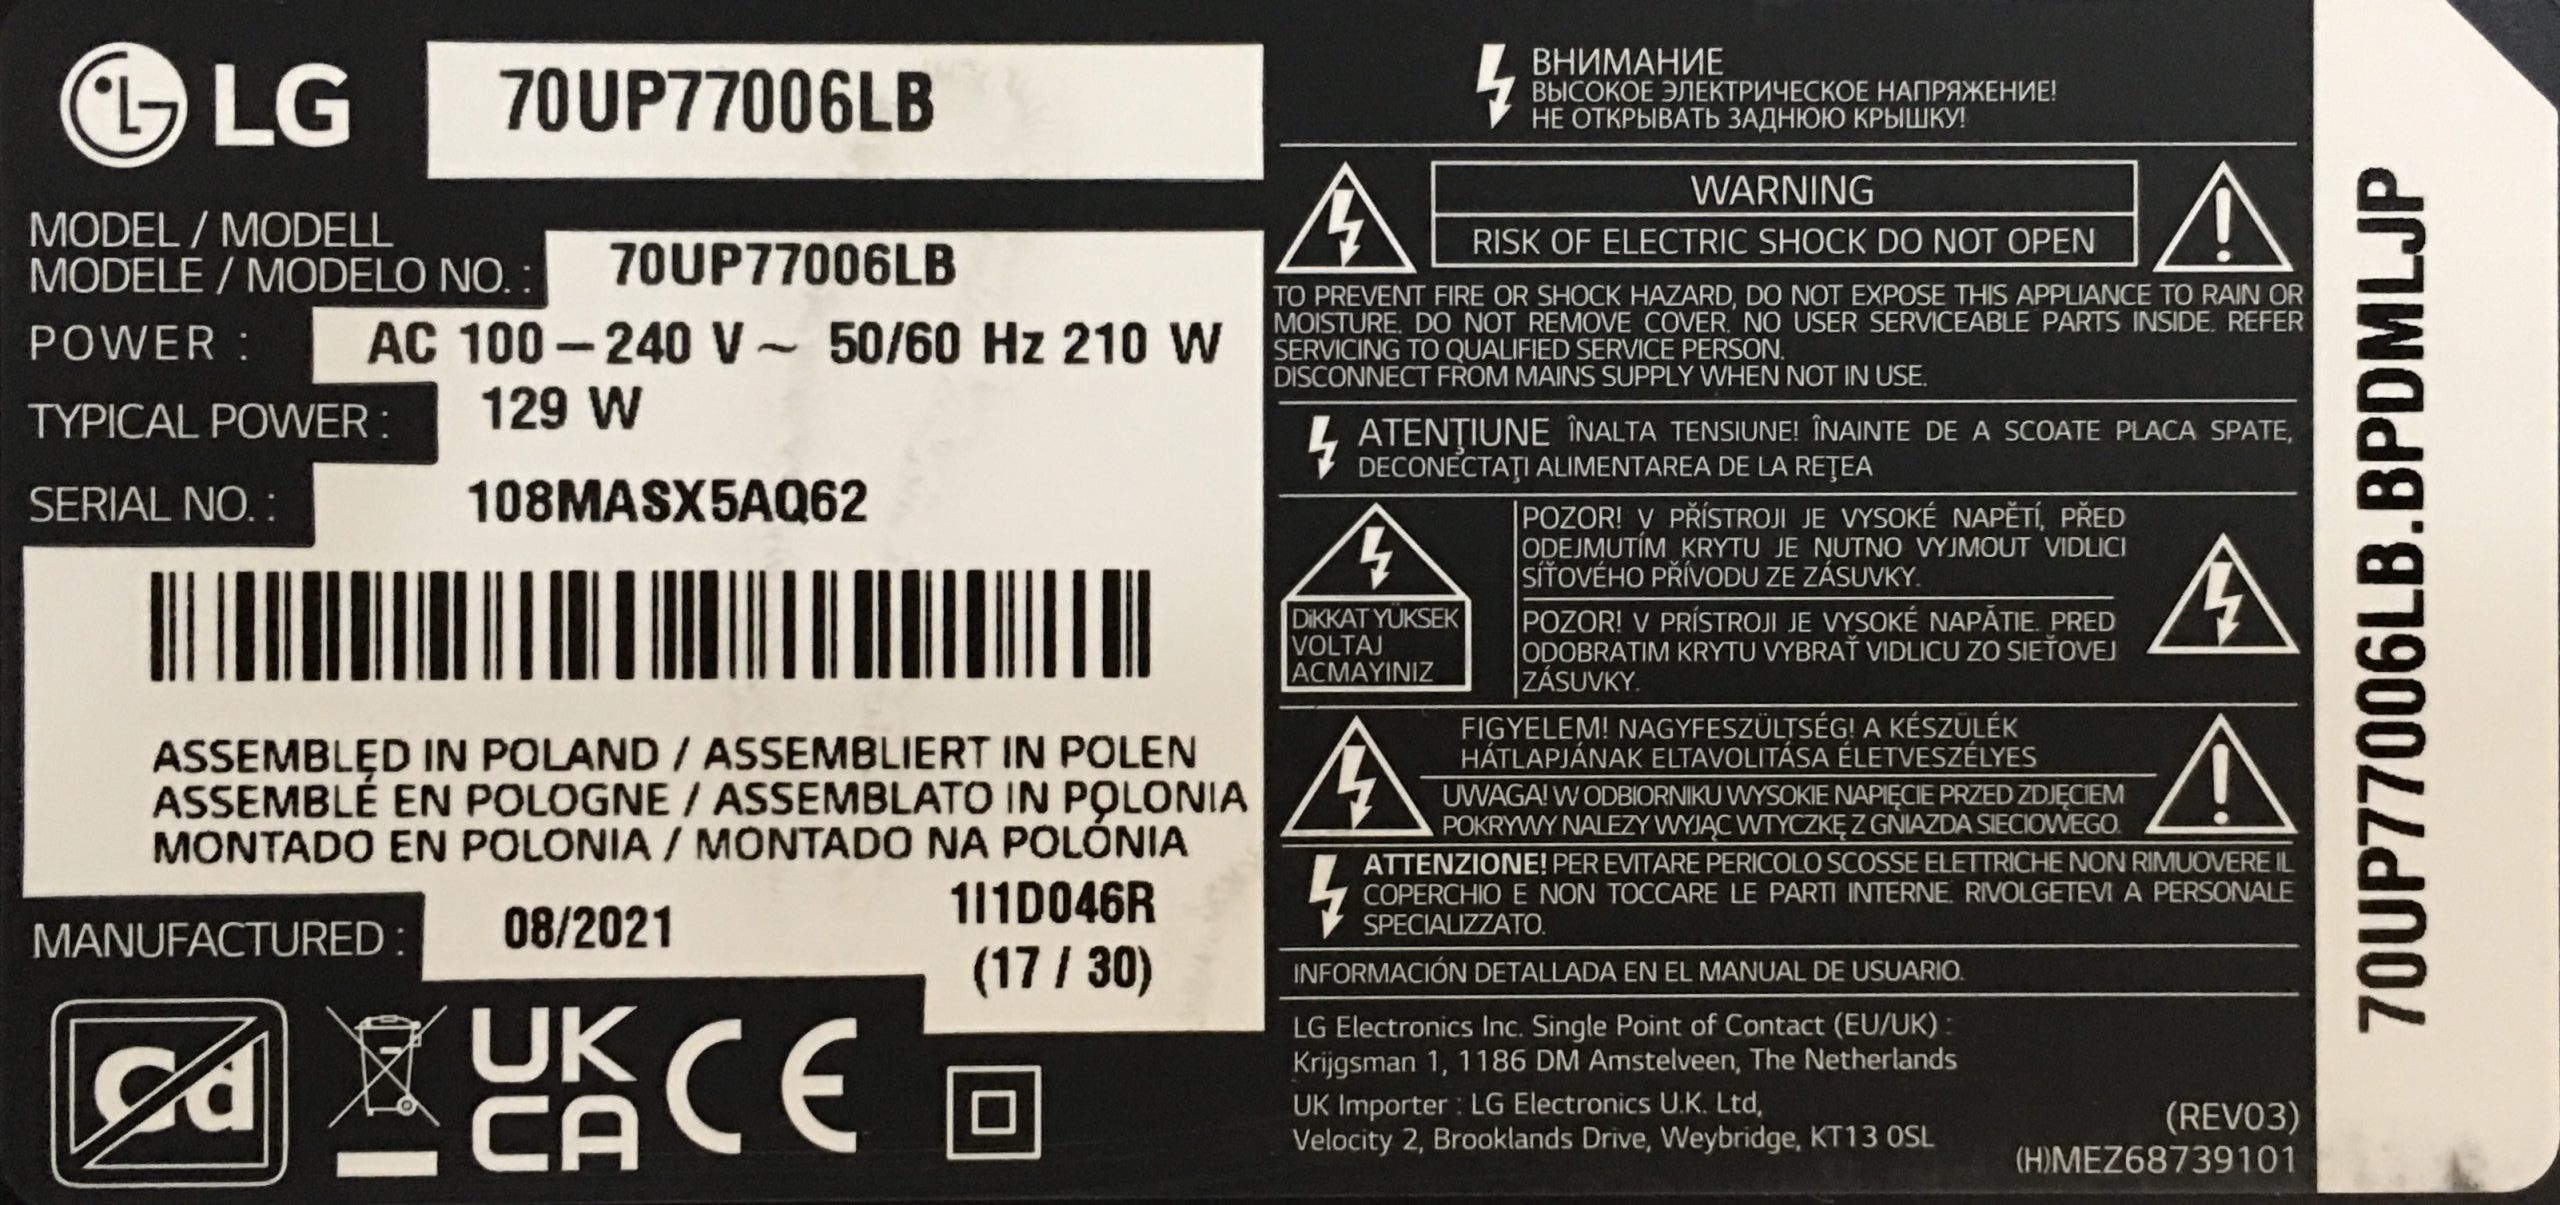 LG
70UP77006LB
MODEL / MODELL
MODELE / MODELO NO. :
70UP77006LB
POWER :
AC 100 – 240 V ~ 50/60 Hz 210 W
TYPICAL POWER :
129 W
SERIAL NO. :
108MASX5AQ62
ASSEMBLED IN POLAND / ASSEMBLIERT IN POLEN
ASSEMBLÉ EN POLOGNE / ASSEMBLATO IN POLONIA
MONTADO EN POLONIA / MONTADO NA POLÓNIA
MANUFACTURED :
08/2021
1I1D046R
(17 / 30)
Cd
UK
CA
CE
ВНИМАНИЕ
ВЫСОКОЕ ЭЛЕКТРИЧЕСКОЕ НАПРЯЖЕНИЕ!
НЕ ОТКРЫВАТЬ ЗАДНЮЮ КРЫШКУ!
WARNING
RISK OF ELECTRIC SHOCK DO NOT OPEN
TO PREVENT FIRE OR SHOCK HAZARD, DO NOT EXPOSE THIS APPLIANCE TO RAIN OR
MOISTURE. DO NOT REMOVE COVER. NO USER SERVICEABLE PARTS INSIDE. REFER
SERVICING TO QUALIFIED SERVICE PERSON.
DISCONNECT FROM MAINS SUPPLY WHEN NOT IN USE.
ATENŢIUNE ÎNALTA TENSIUNE! ÎNAINTE DE A SCOATE PLACA SPATE,
DECONECTAŢI ALIMENTAREA DE LA REŢEA
DiKKAT YÜKSEK
VOLTAJ
ACMAYINIZ
POZOR! V PŘÍSTROJI JE VYSOKÉ NAPĚTÍ, PŘED
ODEJMUTÍM KRYTU JE NUTNO VYJMOUT VIDLICI
SÍŤOVÉHO PŘÍVODU ZE ZÁSUVKY.
POZOR! V PRÍSTROJI JE VYSOKÉ NAPÄTIE. PRED
ODOBRATIM KRYTU VYBRAŤ VIDLICU ZO SIEŤOVEJ
ZÁSUVKY.
FIGYELEM! NAGYFESZÜLTSÉG! A KÉSZÜLÉK
HÁTLAPJÁNAK ELTAVOLITÁSA ÉLETVESZÉLYES
UWAGA! W ODBIORNIKU WYSOKIE NAPIĘCIE PRZED ZDJĘCIEM
POKRYWY NALEZY WYJĄC WTYCZKĘ Z GNIAZDA SIECIOWEGO.
ATTENZIONE! PER EVITARE PERICOLO SCOSSE ELETTRICHE NON RIMUOVERE IL
COPERCHIO E NON TOCCARE LE PARTI INTERNE. RIVOLGETEVI A PERSONALE
SPECIALIZZATO.
INFORMACIÓN DETALLADA EN EL MANUAL DE USUARIO.
LG Electronics Inc. Single Point of Contact (EU/UK) :
Krijgsman 1, 1186 DM Amstelveen, The Netherlands
UK Importer : LG Electronics U.K. Ltd,
Velocity 2, Brooklands Drive, Weybridge, KT13 0SL
(REV03)
(H)MEZ68739101
70UP77006LB.BPDMLJP